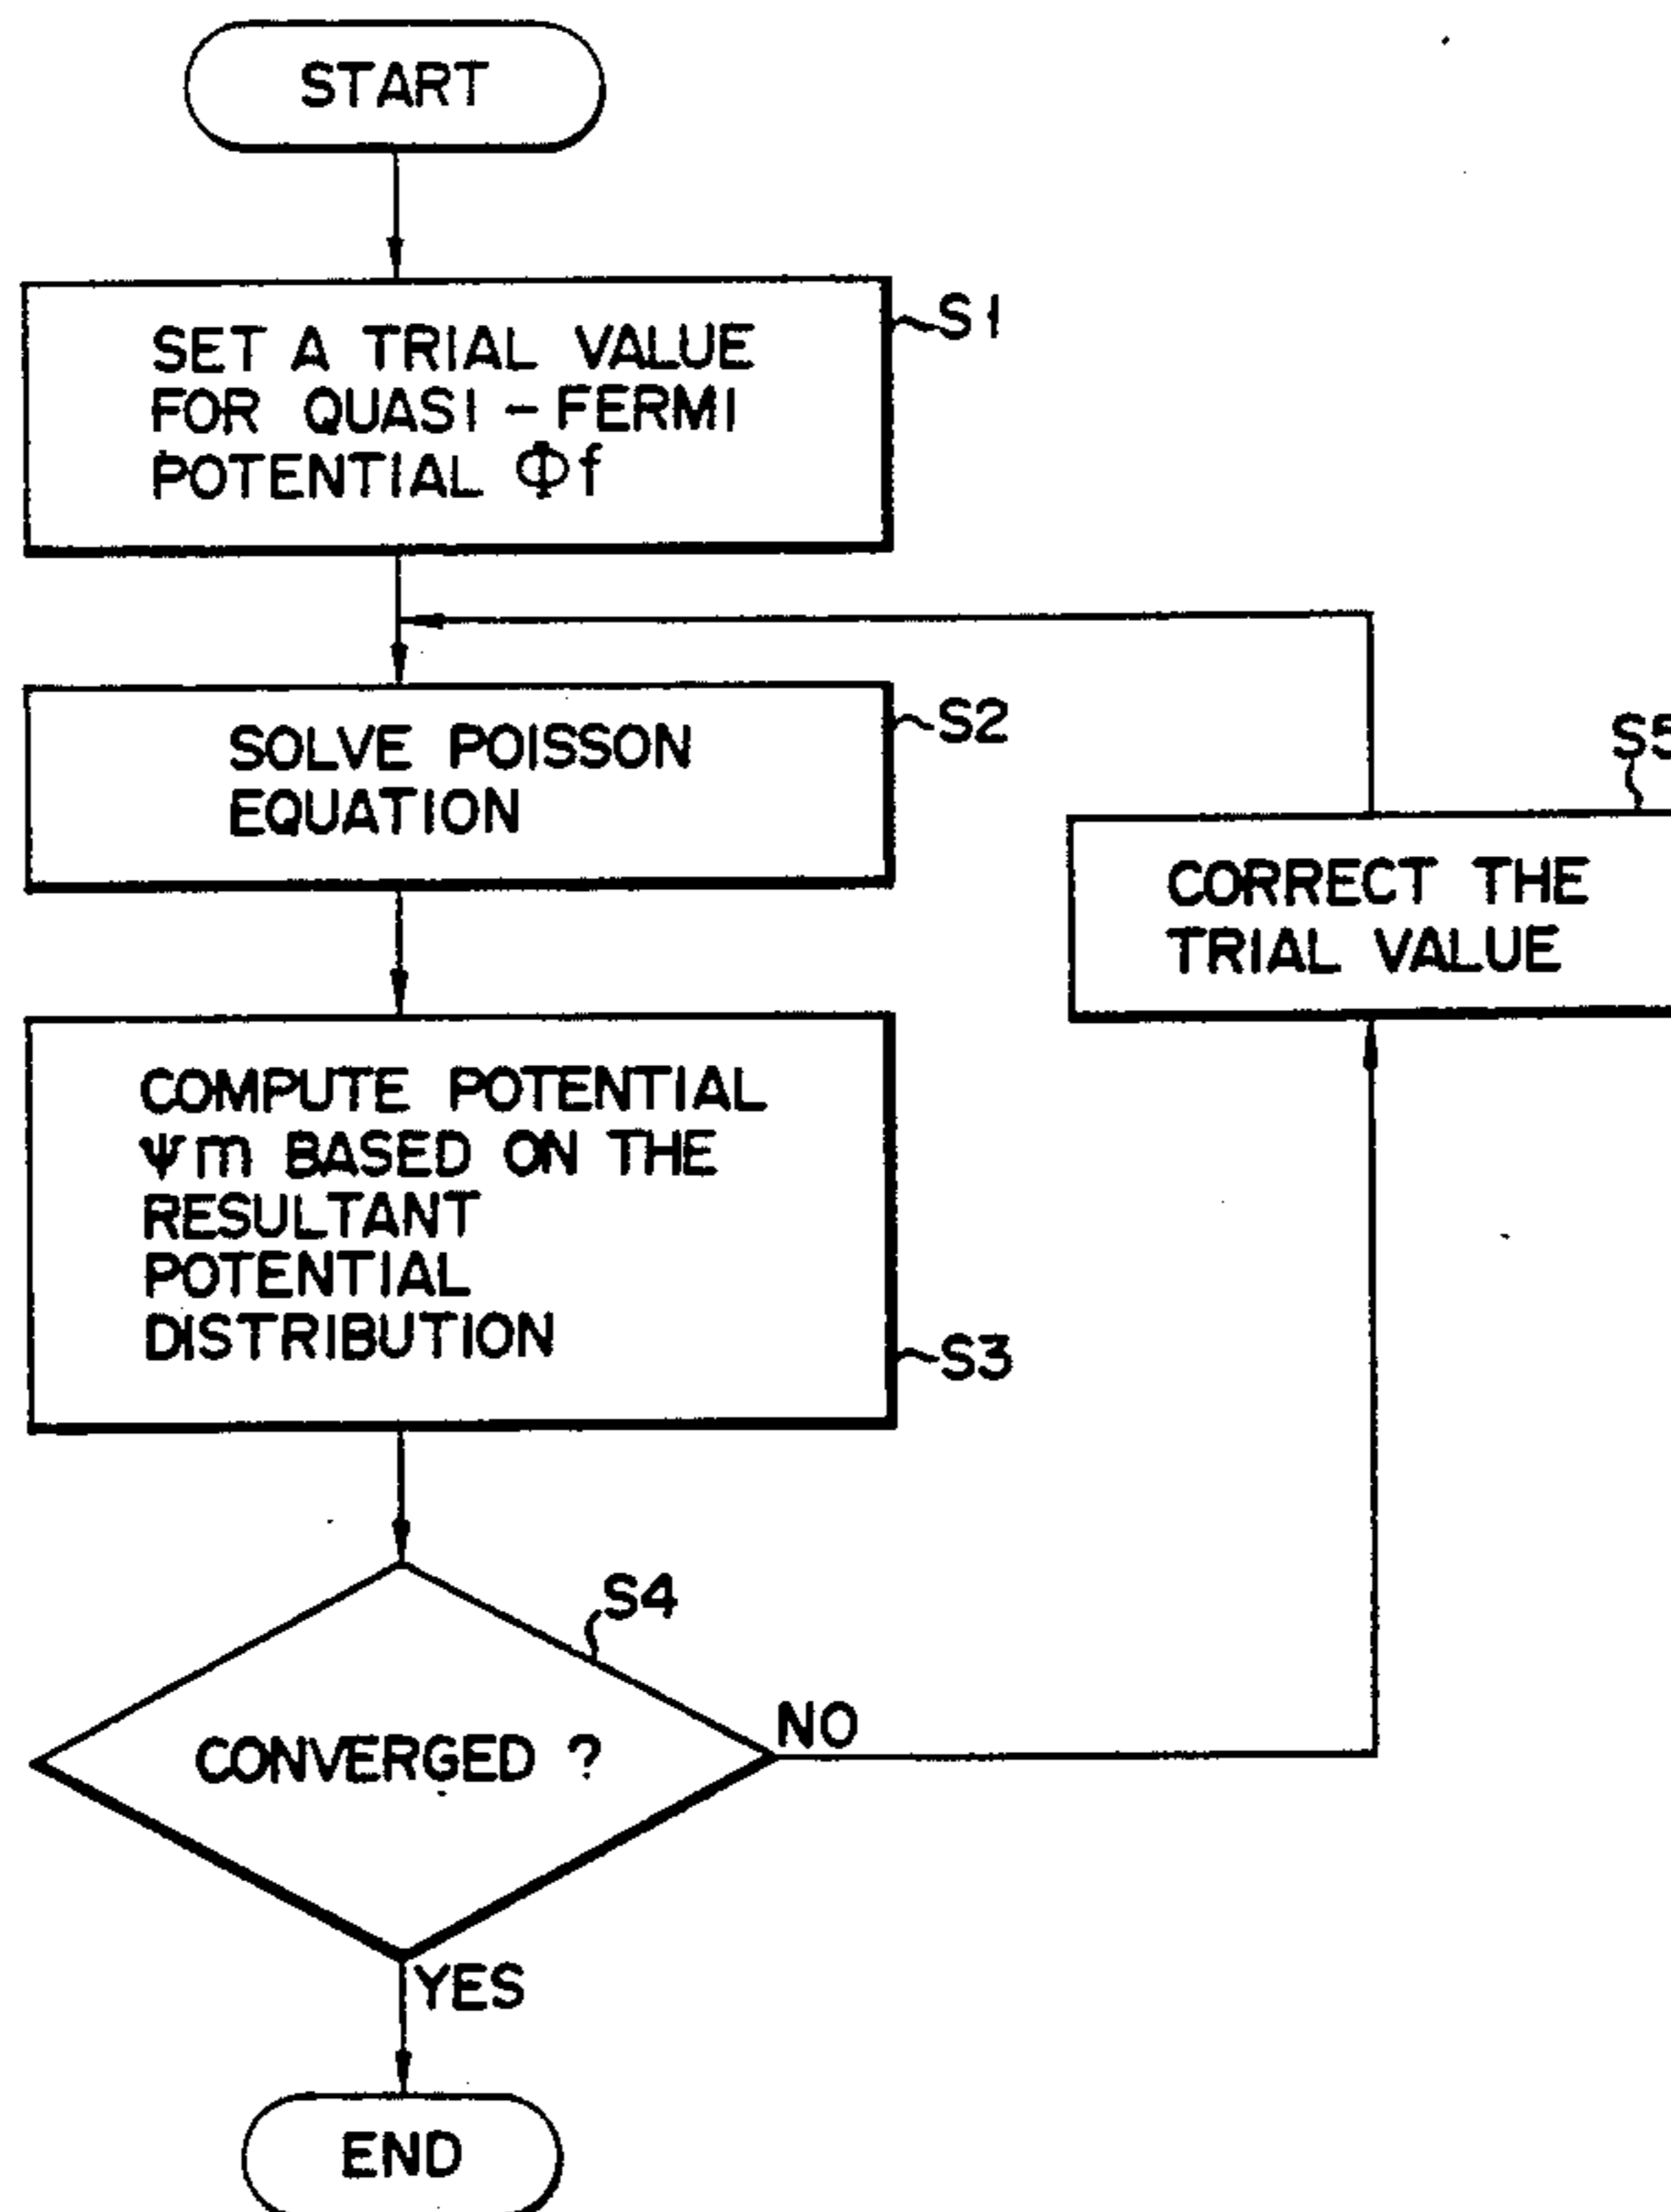 START
SET A TRIAL VALUE
FOR QUASI-FERMI
POTENTIAL Φf
S1
SOLVE POISSON
EQUATION
S2
COMPUTE POTENTIAL
Ψm BASED ON THE
RESULTANT
POTENTIAL
DISTRIBUTION
S3
S4
CONVERGED ?
NO
YES
S5
CORRECT THE
TRIAL VALUE
END